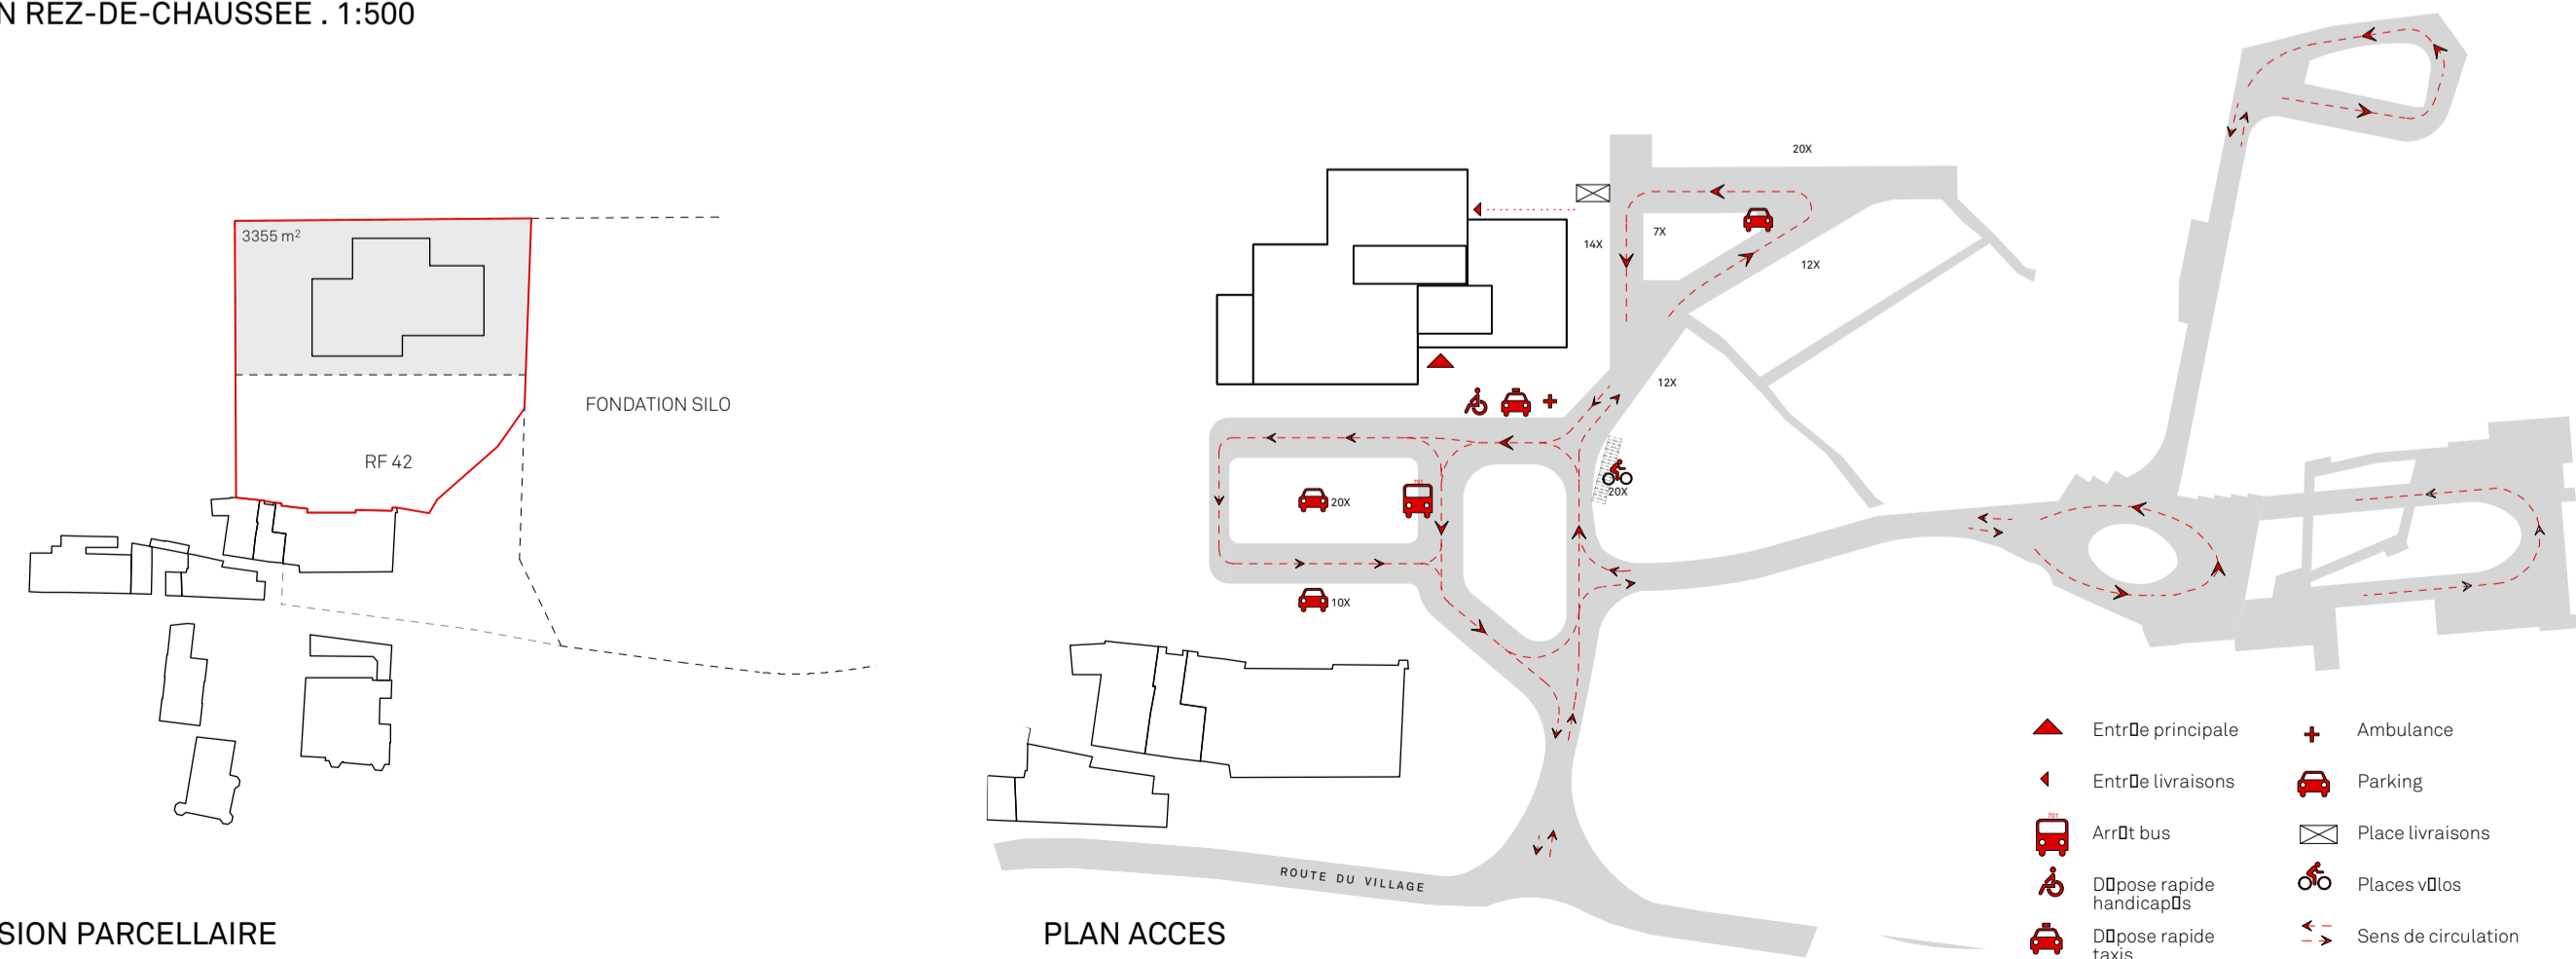 N REZ-DE-CHAUSSEE . 1:500
3355 m²
FONDATION SILO
RF 42
SION PARCELLAIRE
20X
14X
7X
12X
12X
20X
701
20X
10X
ROUTE DU VILLAGE
PLAN ACCES
Entr▯e principale
Entr▯e livraisons
701
Arr▯t bus
D▯pose rapide
handicap▯s
D▯pose rapide
taxis
Ambulance
Parking
Place livraisons
Places v▯los
Sens de circulation